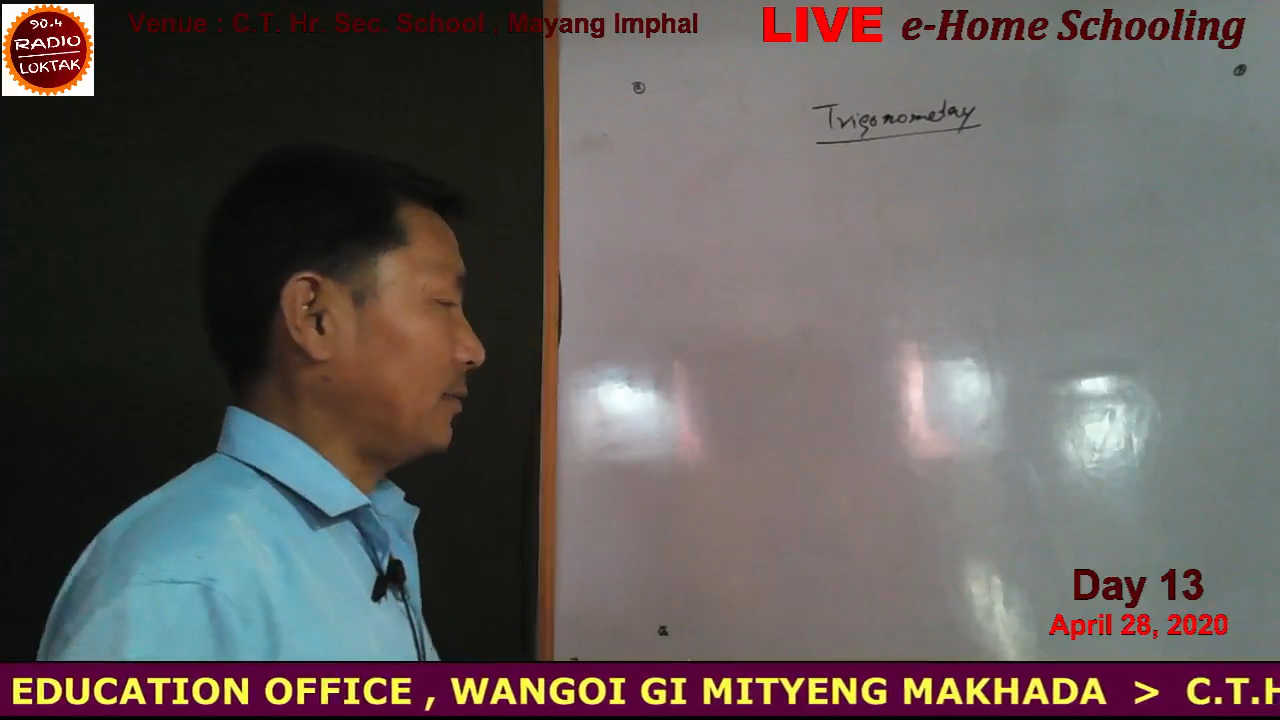 90.4
RADIO
LOKTAK
Venue : C.T. Hr. Sec. School , Mayang Imphal
LIVE e-Home Schooling
Trigonometry
Day 13
April 28, 2020
EDUCATION OFFICE , WANGOI GI MITYENG MAKHADA > C.T.H